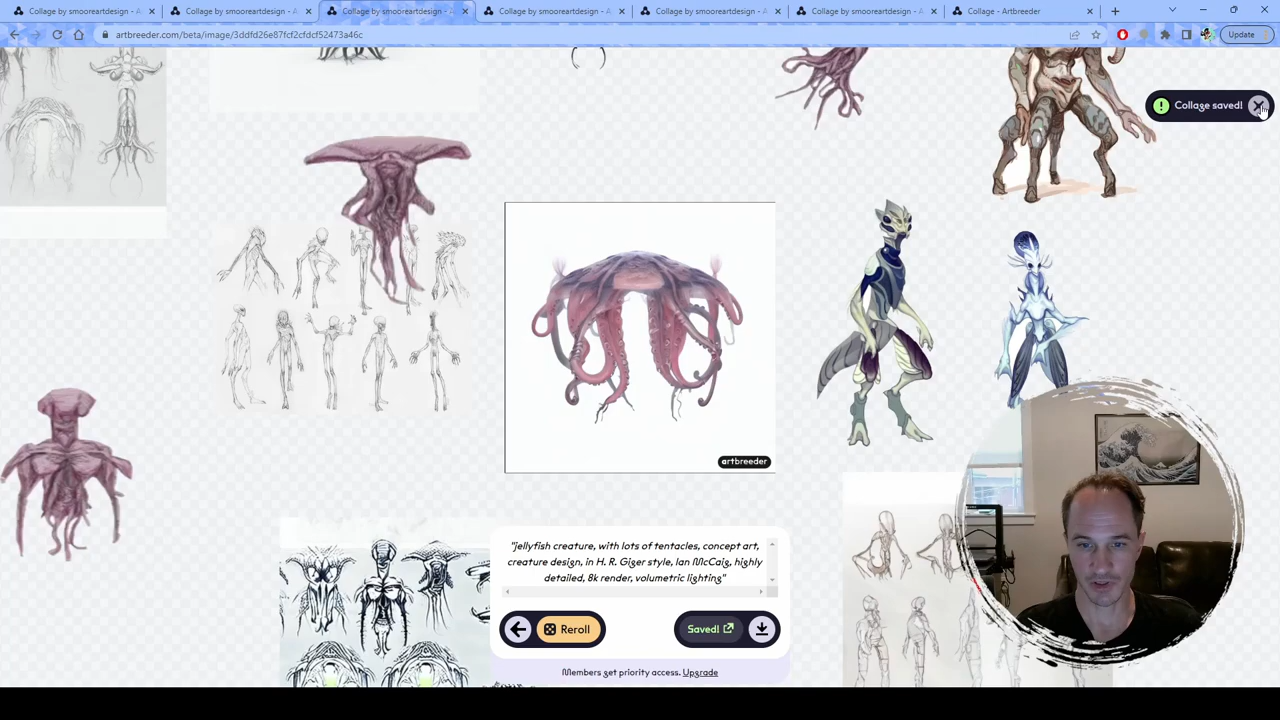 Collage by smooreartdesign - A
Collage by smooreartdesign - A
Collage by smooreartdesign - A
Collage by smooreartdesign - A
Collage by smooreartdesign - A
Collage by smooreartdesign - A
Collage - Artbreeder
artbreeder.com/beta/image/3ddfd26e87fcf2cfdcf52473a46c
Update
Collage saved!
artbreeder
"jellyfish creature, with lots of tentacles, concept art,
creature design, in H. R. Giger style, Ian McCaig, highly
detailed, 8k render, volumetric lighting"
Reroll
Saved!
Members get priority access. Upgrade